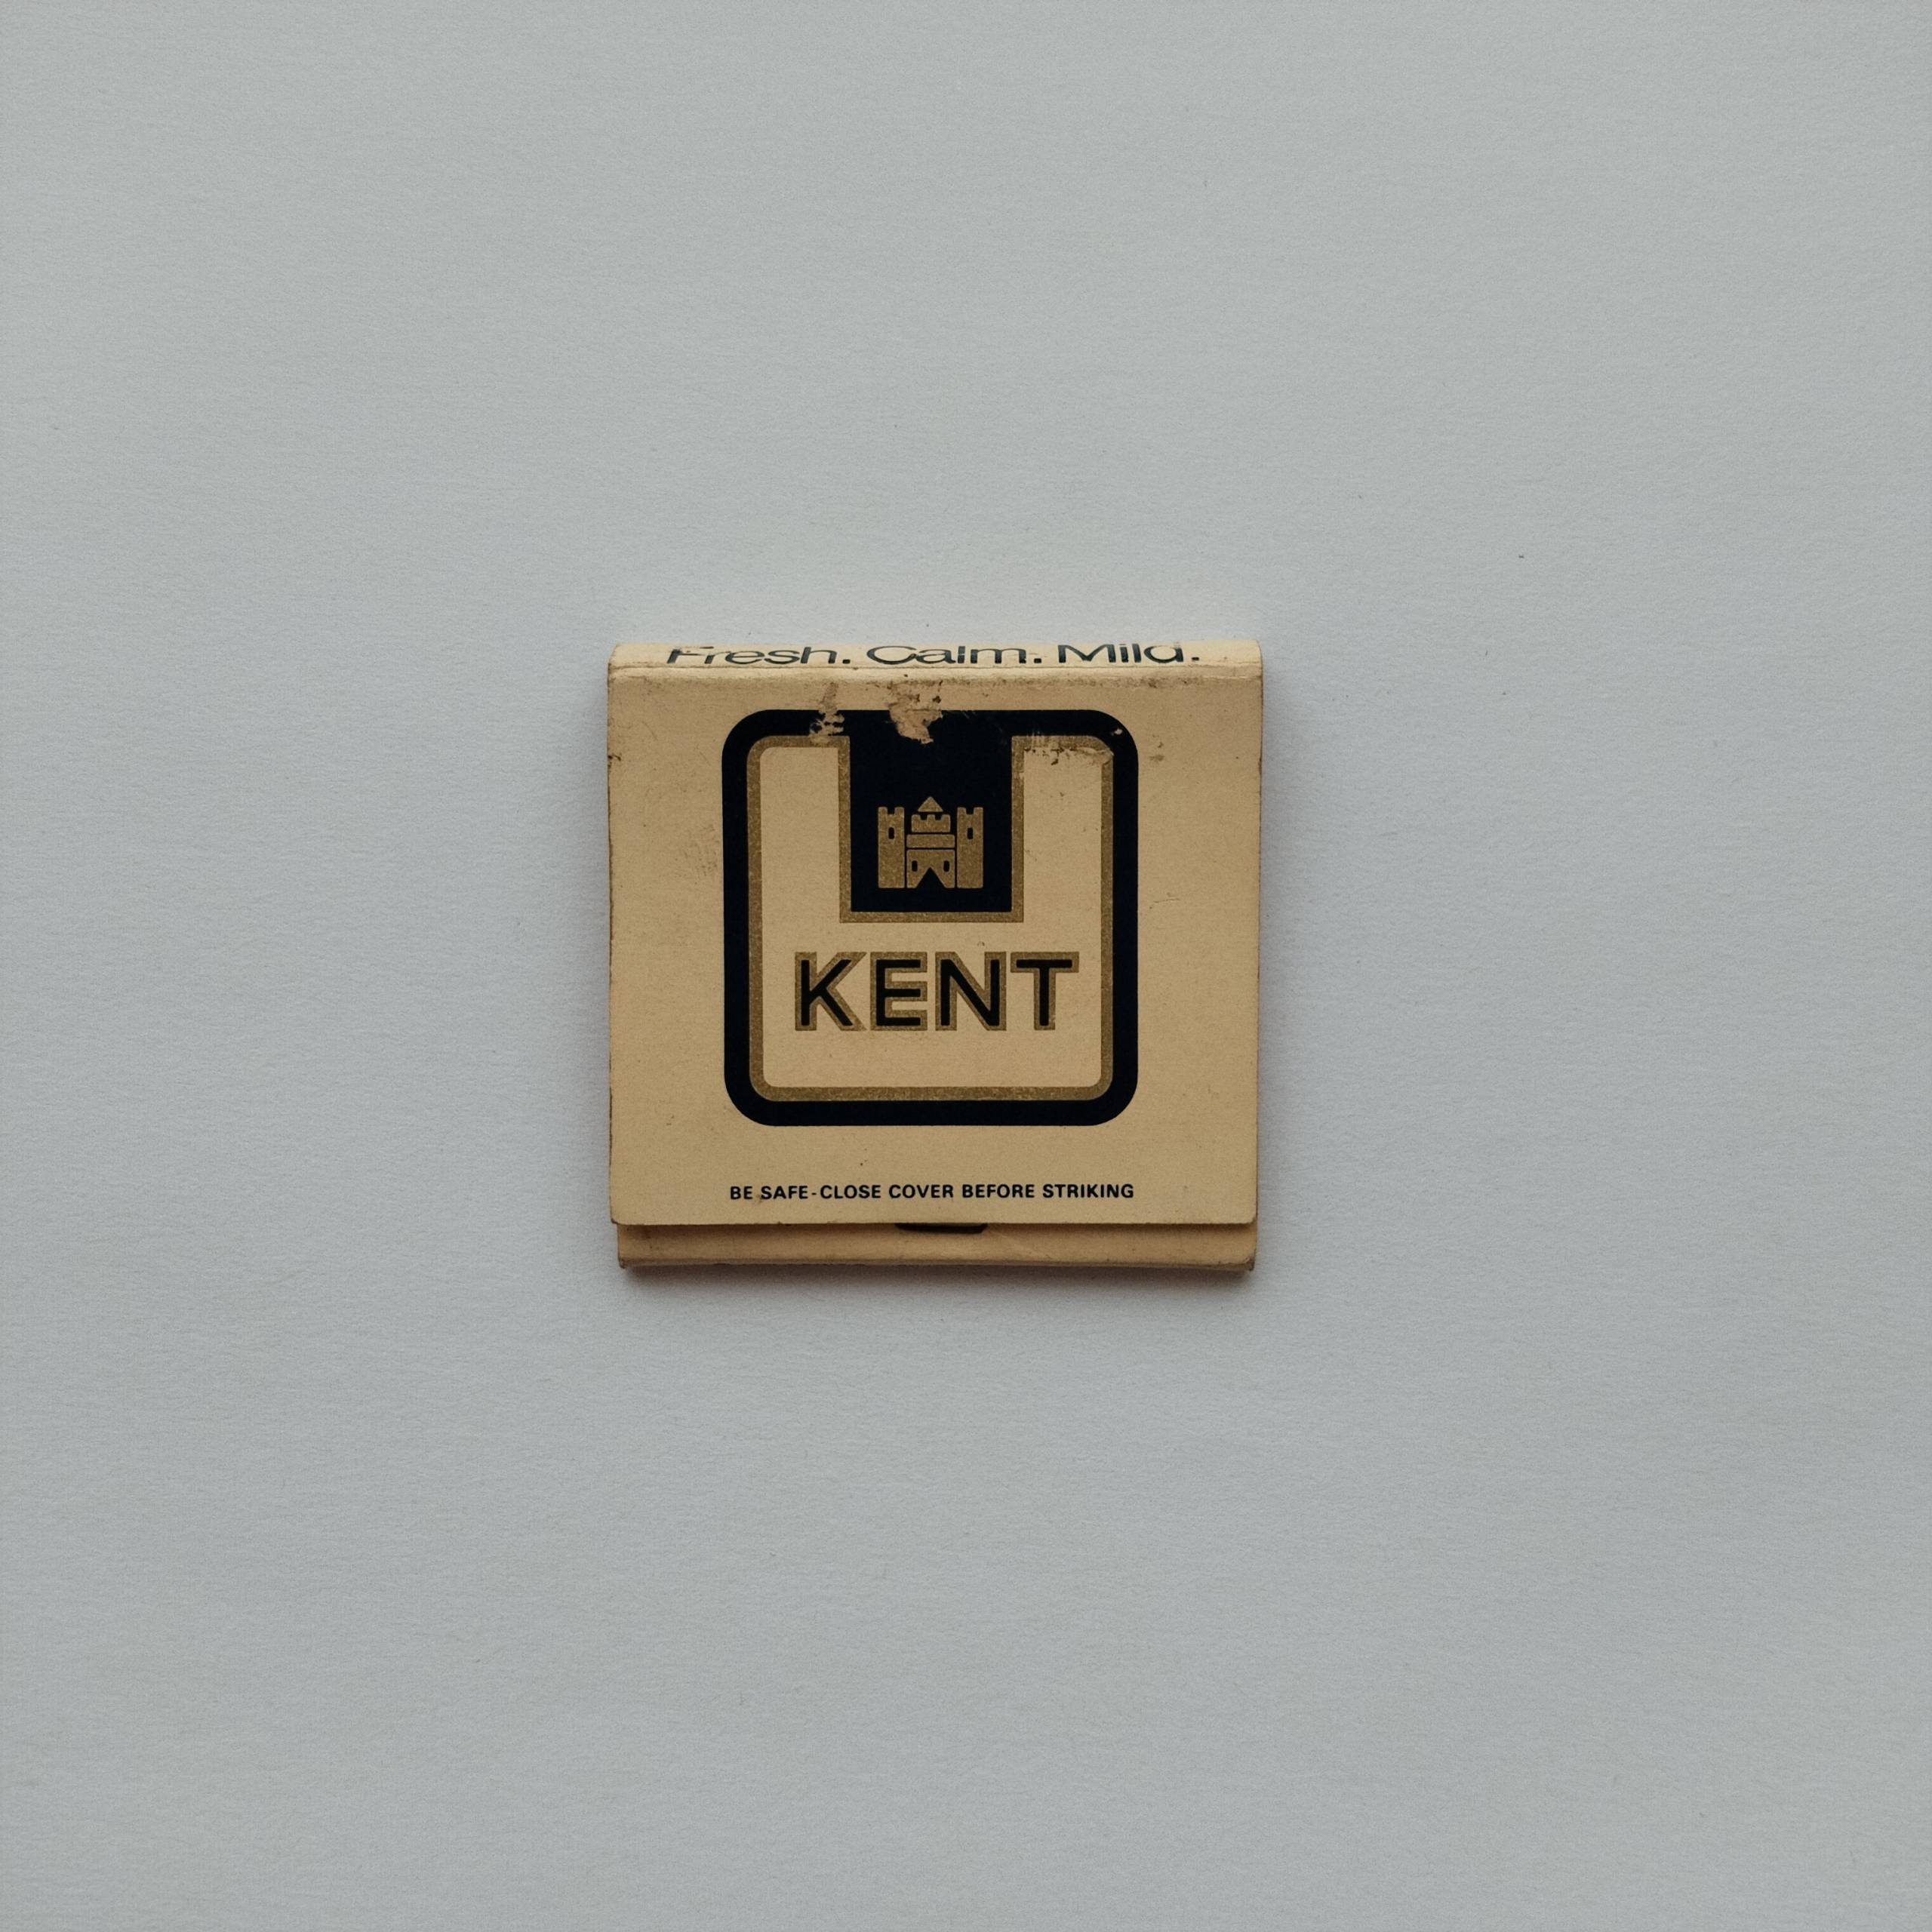 Fresh. Calm. Mild.
KENT
BE SAFE-CLOSE COVER BEFORE STRIKING